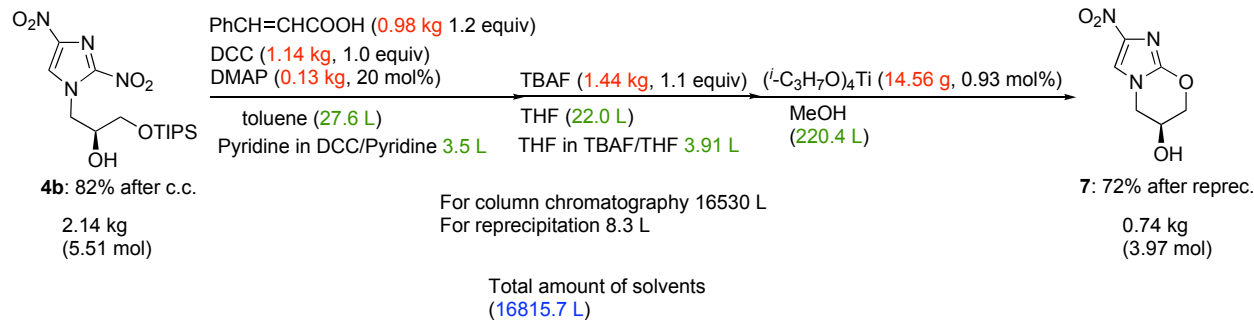 PhCH=CHCOOH (0.98 kg 1.2 equiv)
DCC (1.14 kg, 1.0 equiv)
DMAP (0.13 kg, 20 mol%)
toluene (27.6 L)
Pyridine in DCC/Pyridine 3.5 L
TBAF (1.44 kg, 1.1 equiv)
THF (22.0 L)
THF in TBAF/THF 3.91 L
(ⁱ-C₃H₇O)₄Ti (14.56 g, 0.93 mol%)
MeOH
(220.4 L)
O₂N
N
N
NO₂
OTIPS
OH
4b: 82% after c.c.
2.14 kg
(5.51 mol)
For column chromatography 16530 L
For reprecipitation 8.3 L
Total amount of solvents
(16815.7 L)
NO₂
N
N
O
OH
7: 72% after reprec.
0.74 kg
(3.97 mol)